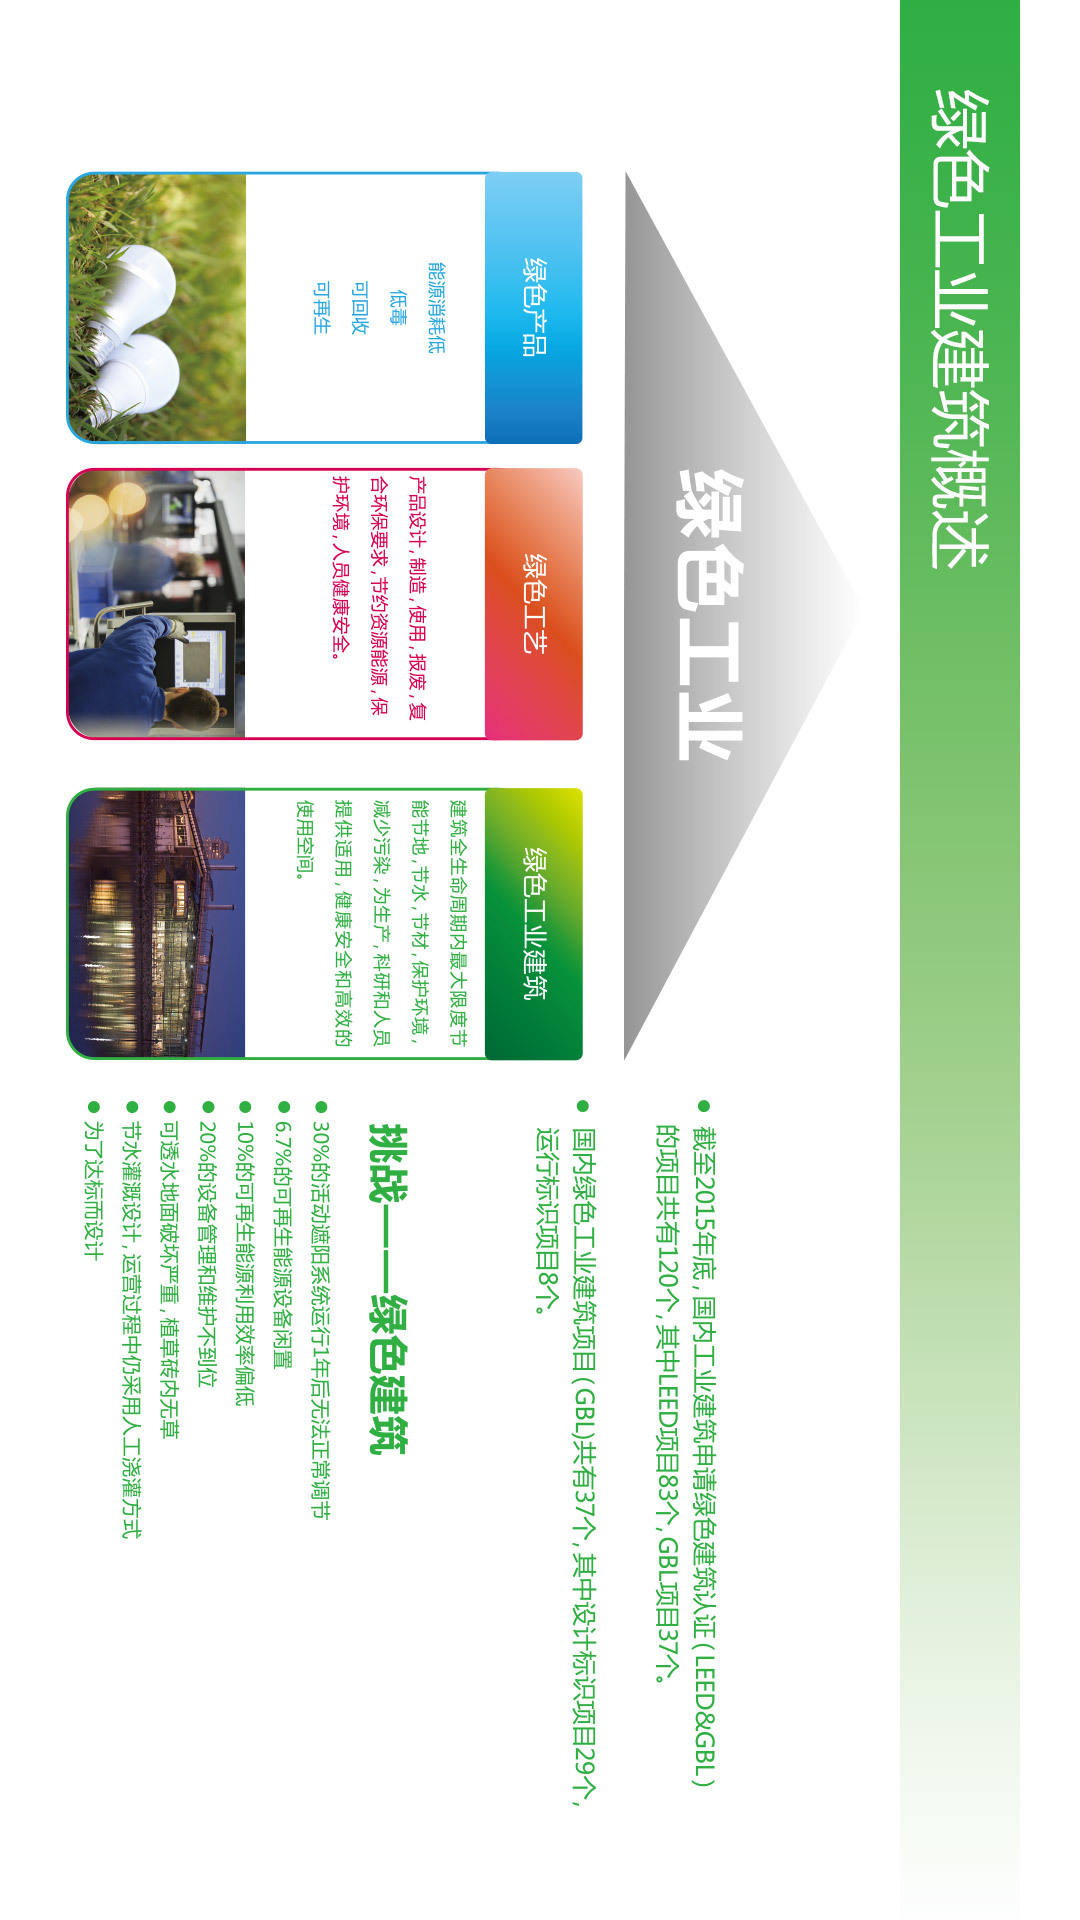 绿色工业建筑概述
绿色工业
绿色产品
能源消耗低
低毒
可回收
可再生
绿色工艺
产品设计,制造,使用,报废,复
合环保要求,节约资源能源,保
护环境,人员健康安全。
绿色工业建筑
建筑全生命周期内最大限度节
能节地,节水,节材,保护环境,
减少污染,为生产,科研和人员
提供适用,健康安全和高效的
使用空间。
● 截至2015年底,国内工业建筑申请绿色建筑认证(LEED&GBL)
的项目共有120个,其中LEED项目83个,GBL项目37个。
● 国内绿色工业建筑项目(GBL)共有37个,其中设计标识项目29个,
运行标识项目8个。
挑战——绿色建筑
● 30%的活动遮阳系统运行1年后无法正常调节
● 6.7%的可再生能源设备闲置
● 10%的可再生能源利用效率偏低
● 20%的设备管理和维护不到位
● 可透水地面破坏严重,植草砖内无草
● 节水灌溉设计,运营过程中仍采用人工浇灌方式
● 为了达标而设计